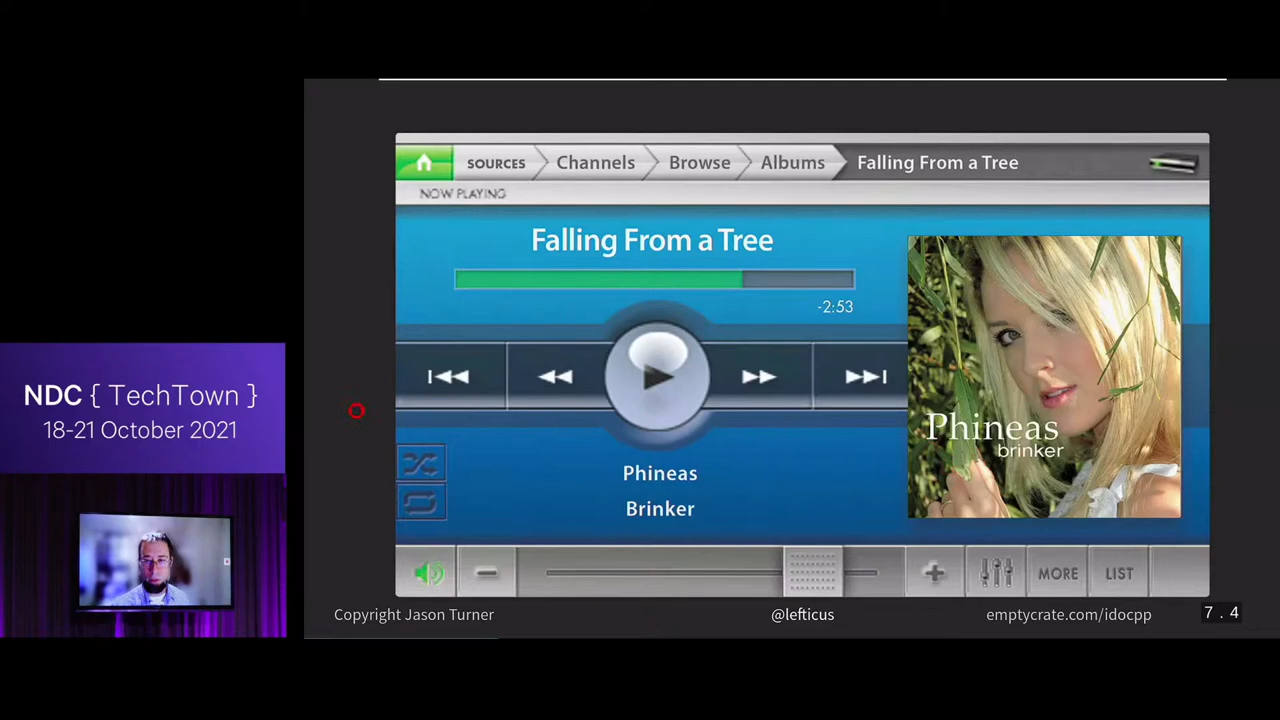 SOURCES Channels Browse Albums Falling From a Tree
NOW PLAYING
Falling From a Tree
-2:53
Phineas
Brinker
Phineas
brinker
MORE LIST
NDC { TechTown }
18-21 October 2021
Copyright Jason Turner @lefticus emptycrate.com/idocpp 7.4